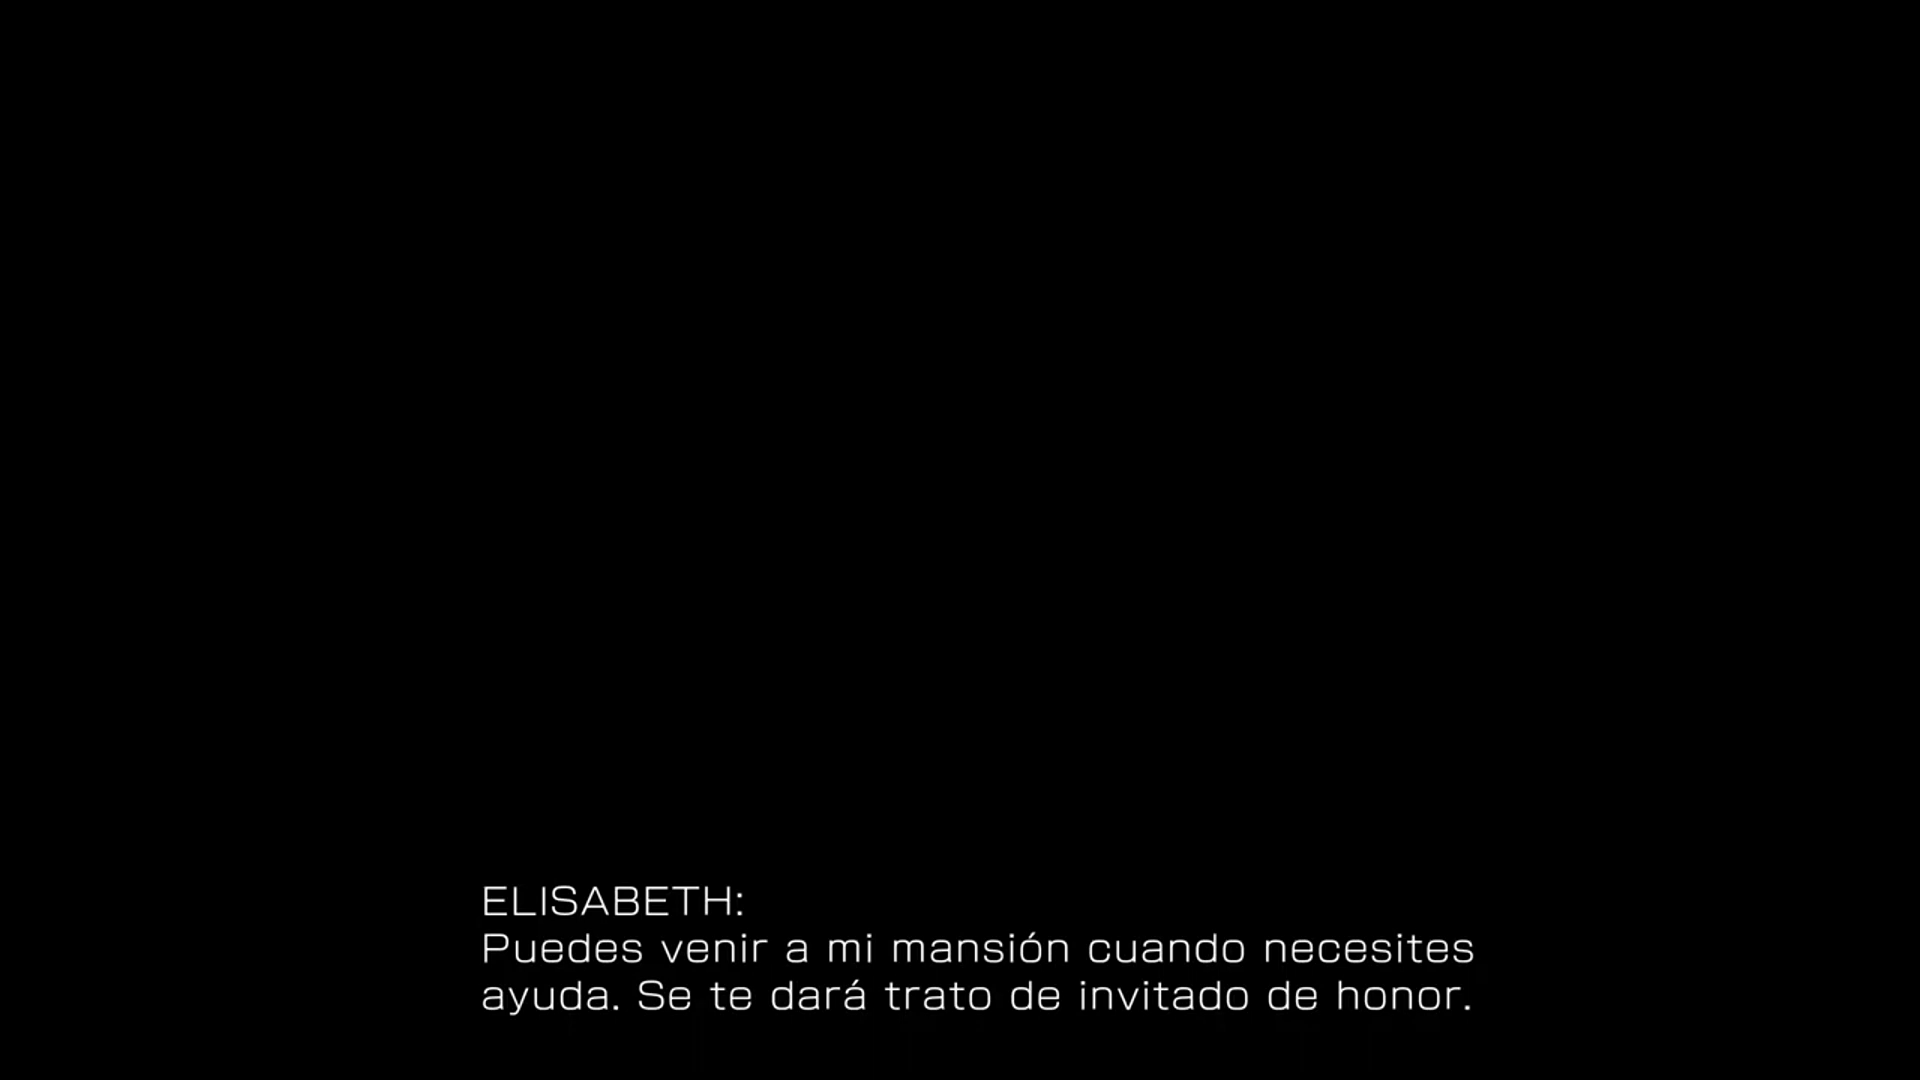 ELISABETH:
Puedes venir a mi mansión cuando necesites
ayuda. Se te dará trato de invitado de honor.